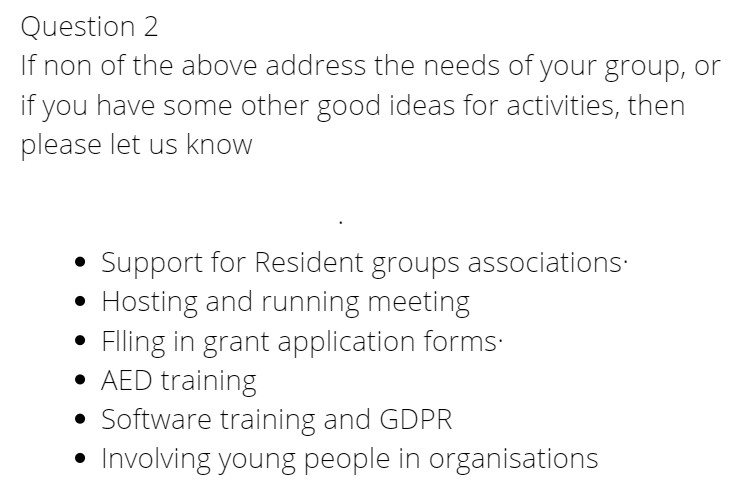 Question 2
If non of the above address the needs of your group, or
if you have some other good ideas for activities, then
please let us know
.
• Support for Resident groups associations·
• Hosting and running meeting
• Flling in grant application forms·
• AED training
• Software training and GDPR
• Involving young people in organisations